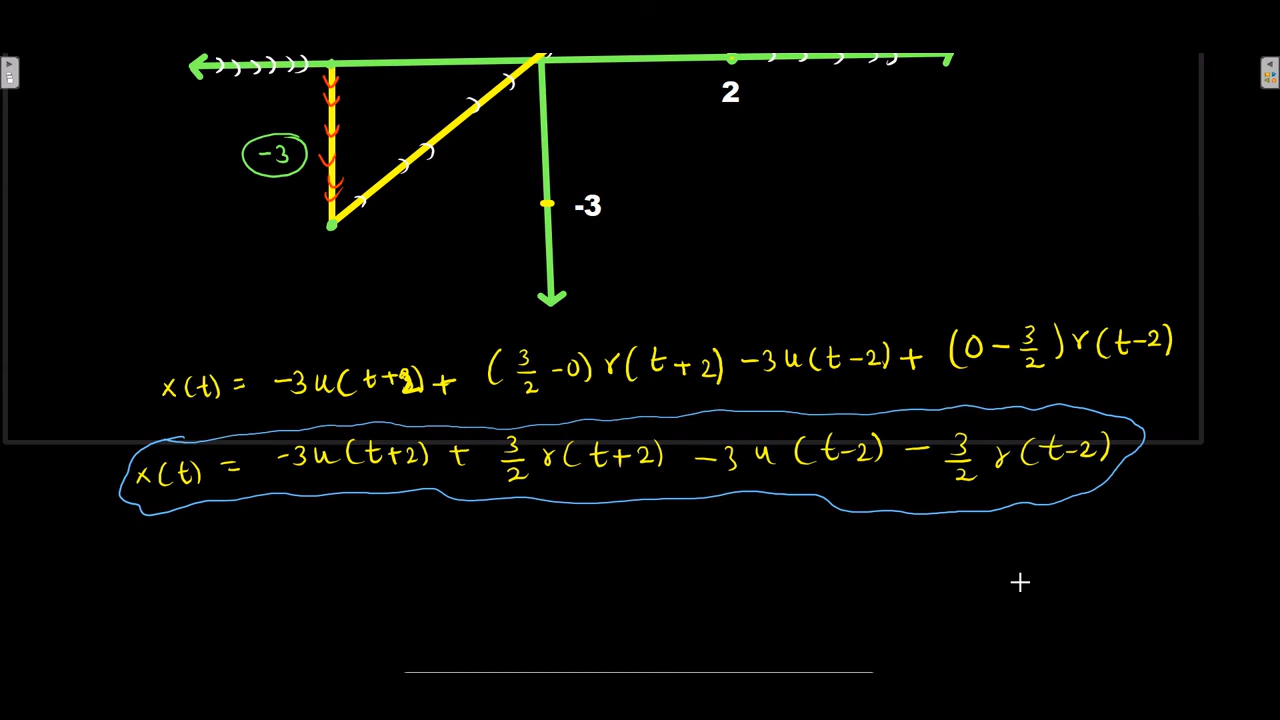 2
-3
-3
x(t) = -3u(t+2) + (3/2 -0) r(t+2) -3u(t-2) + (0 - 3/2) r(t-2)
x(t) = -3u(t+2) + 3/2 r(t+2) -3 u (t-2) - 3/2 r(t-2)